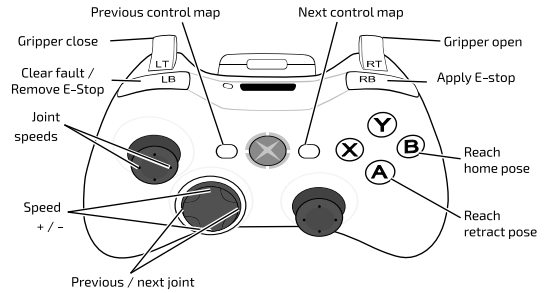 Previous control map
Next control map
Gripper close
Gripper open
LT
RT
Clear fault /
Remove E-Stop
LB
RB
Apply E-stop
Joint
speeds
Y
X
B
A
Reach
home pose
Speed
+ / -
Reach
retract pose
Previous / next joint